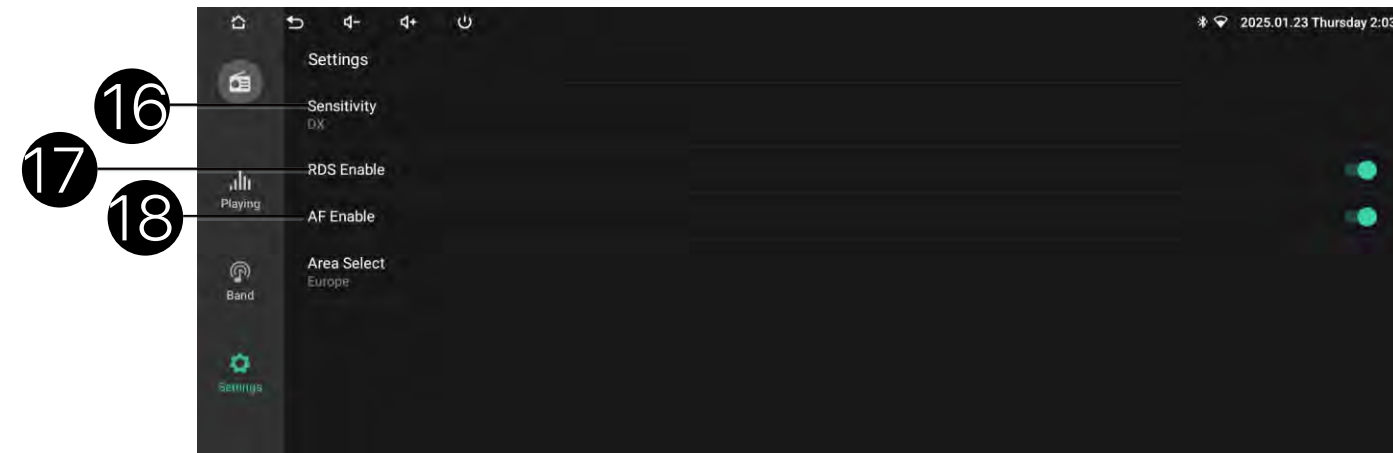 2025.01.23 Thursday 2:03
Settings
16
Sensitivity
DX
17
RDS Enable
Playing
18
AF Enable
Area Select
Europe
Band
Settings